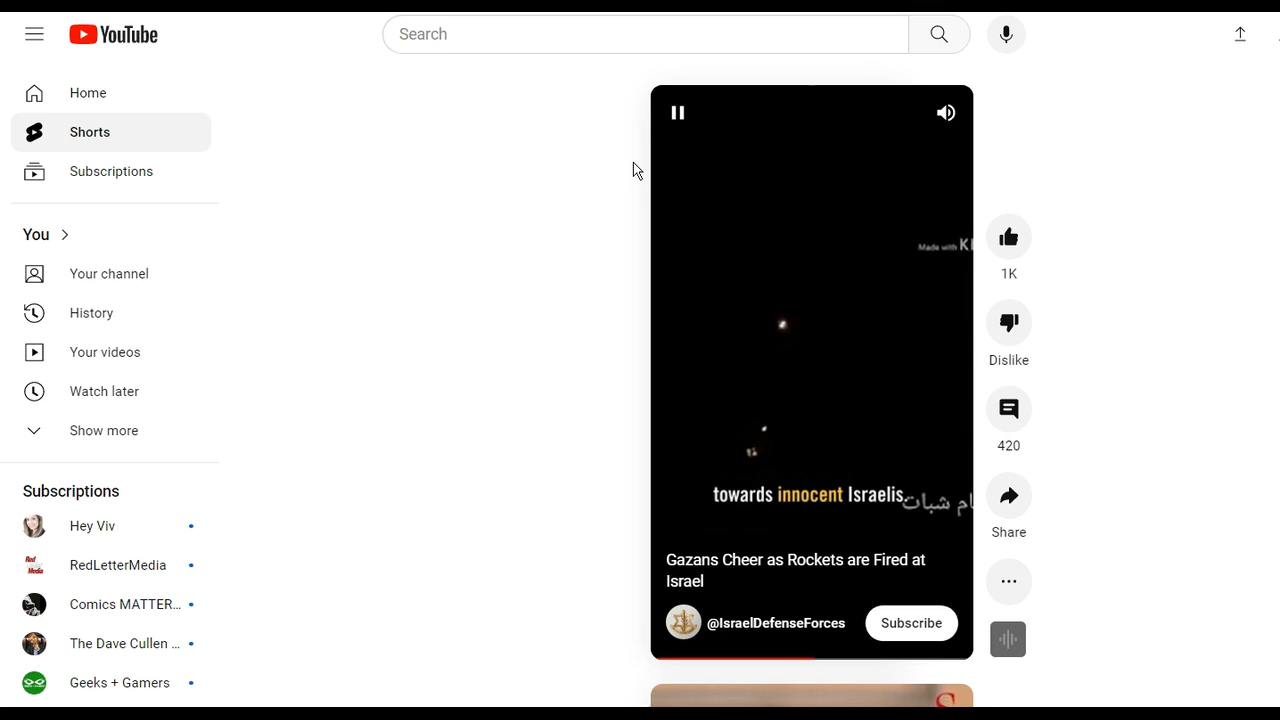 YouTube
Search
Home
Shorts
Subscriptions
You
Your channel
History
Your videos
Watch later
Show more
Subscriptions
Hey Viv
RedLetterMedia
Comics MATTER...
The Dave Cullen ...
Geeks + Gamers
Made with
towards innocent Israelis.
شبات
Gazans Cheer as Rockets are Fired at
Israel
@IsraelDefenseForces
Subscribe
1K
Dislike
420
Share